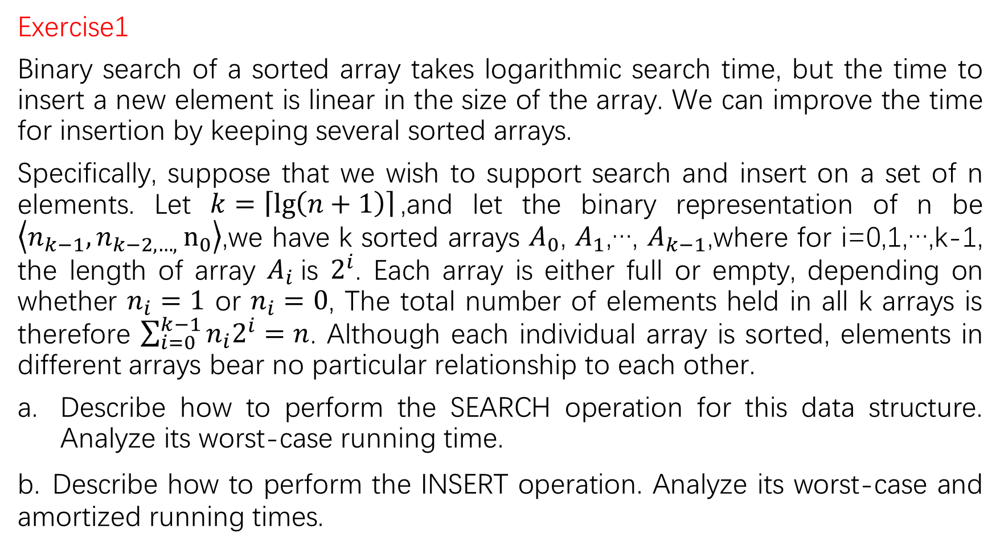 Exercise1
Binary search of a sorted array takes logarithmic search time, but the time to
insert a new element is linear in the size of the array. We can improve the time
for insertion by keeping several sorted arrays.
Specifically, suppose that we wish to support search and insert on a set of n
elements. Let k = ⌈lg(n + 1)⌉,and let the binary representation of n be
⟨n_{k−1}, n_{k−2,...,} n_0⟩,we have k sorted arrays A_0, A_1,⋯, A_{k−1},where for i=0,1,⋯,k-1,
the length of array A_i is 2^i. Each array is either full or empty, depending on
whether n_i = 1 or n_i = 0, The total number of elements held in all k arrays is
therefore ∑_{i=0}^{k−1} n_i 2^i = n. Although each individual array is sorted, elements in
different arrays bear no particular relationship to each other.
a. Describe how to perform the SEARCH operation for this data structure.
Analyze its worst-case running time.
b. Describe how to perform the INSERT operation. Analyze its worst-case and
amortized running times.